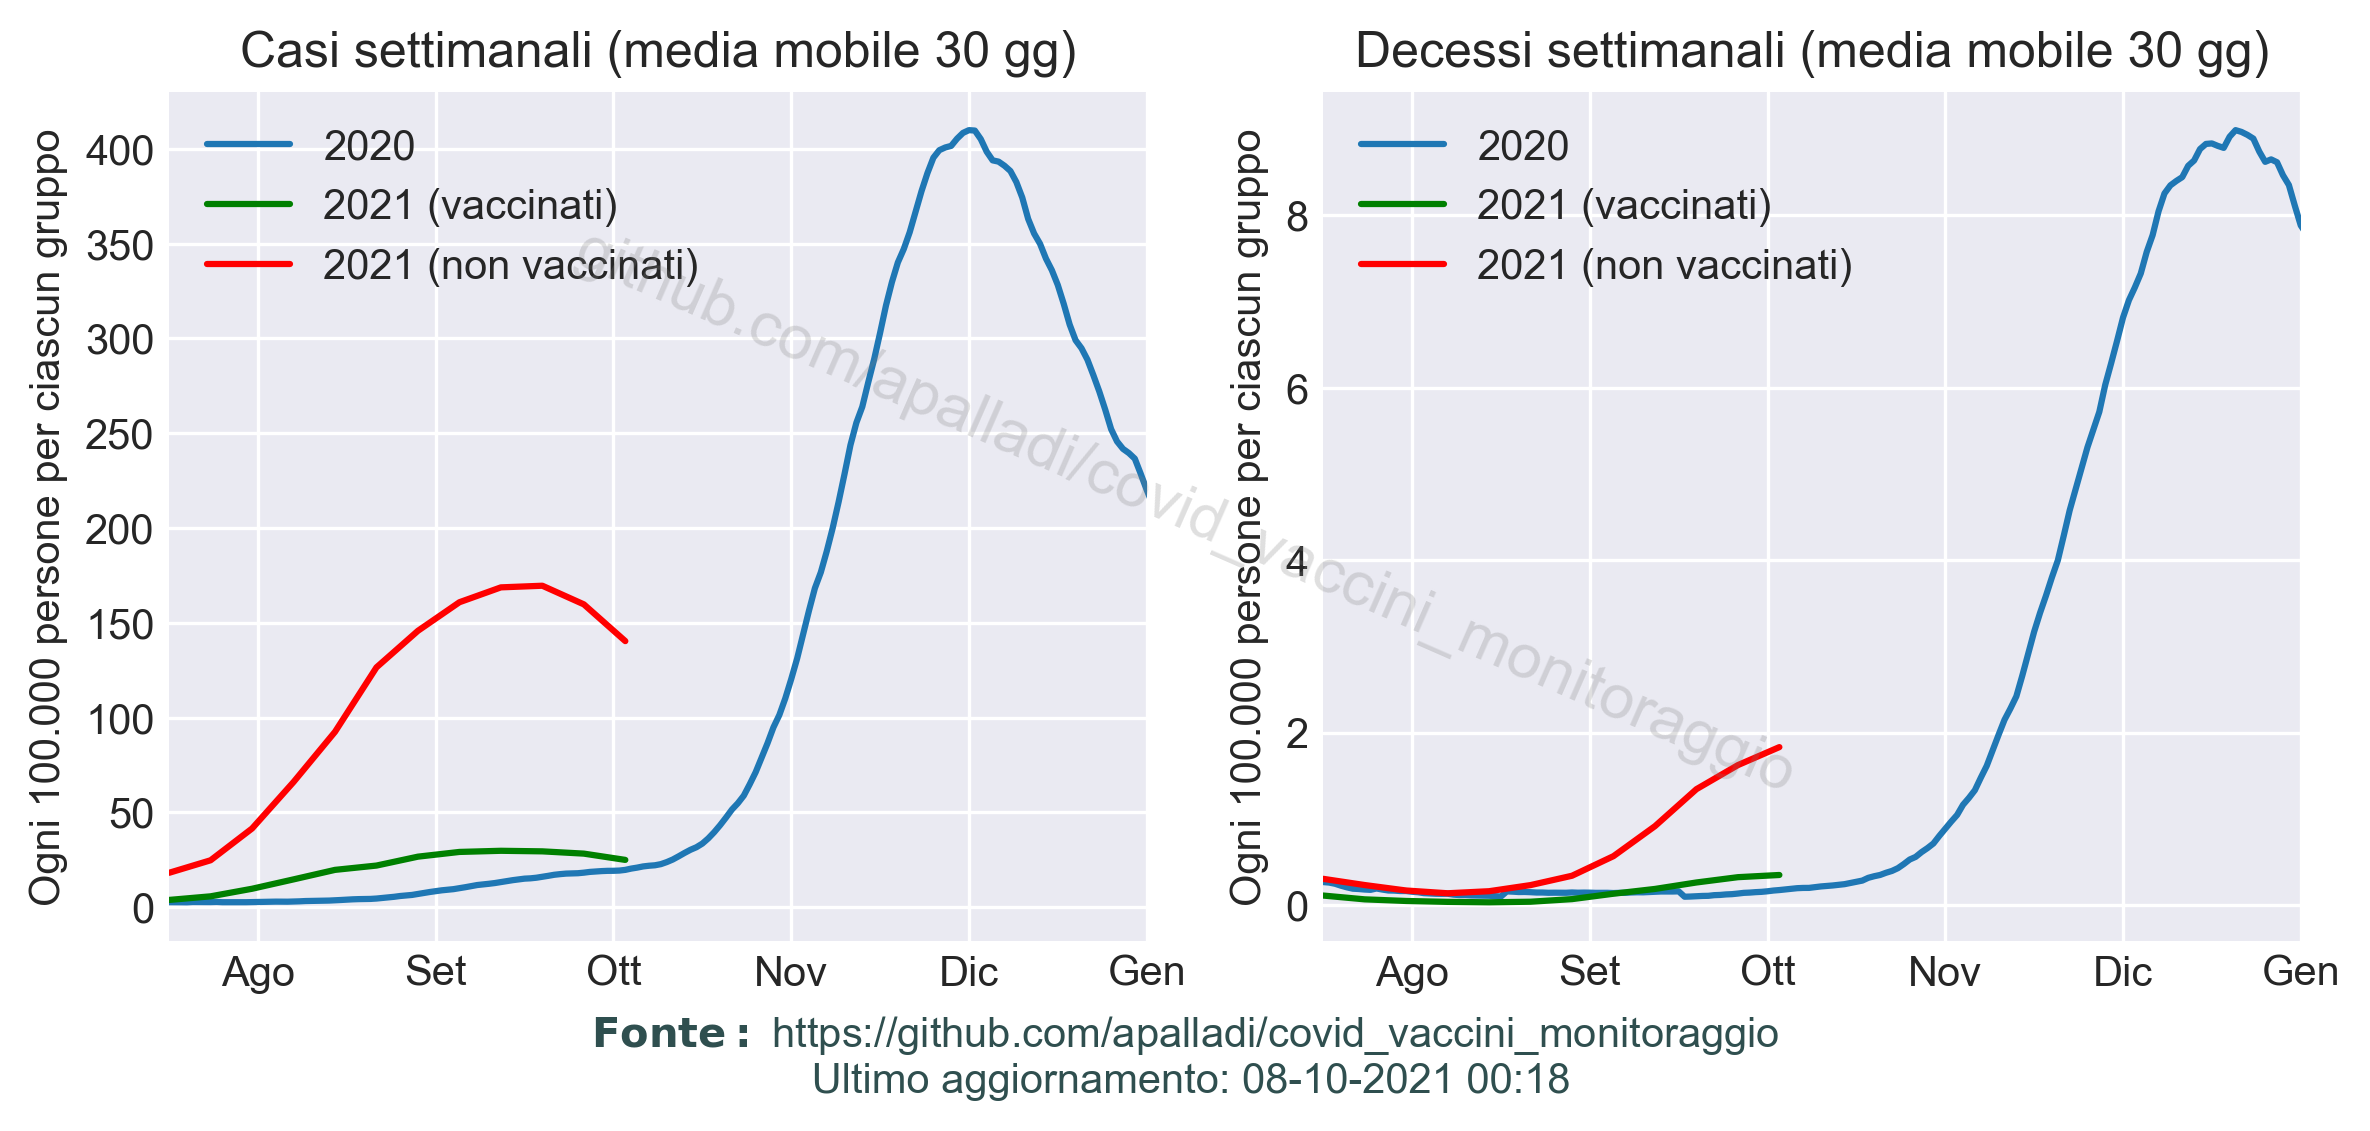 Casi settimanali (media mobile 30 gg)
Ogni 100.000 persone per ciascun gruppo
400
350
300
250
200
150
100
50
0
2020
2021 (vaccinati)
2021 (non vaccinati)
Ago
Set
Ott
Nov
Dic
Gen
Decessi settimanali (media mobile 30 gg)
Ogni 100.000 persone per ciascun gruppo
8
6
4
2
0
2020
2021 (vaccinati)
2021 (non vaccinati)
Ago
Set
Ott
Nov
Dic
Gen
github.com/apalladi/covid_vaccini_monitoraggio
Fonte: https://github.com/apalladi/covid_vaccini_monitoraggio
Ultimo aggiornamento: 08-10-2021 00:18